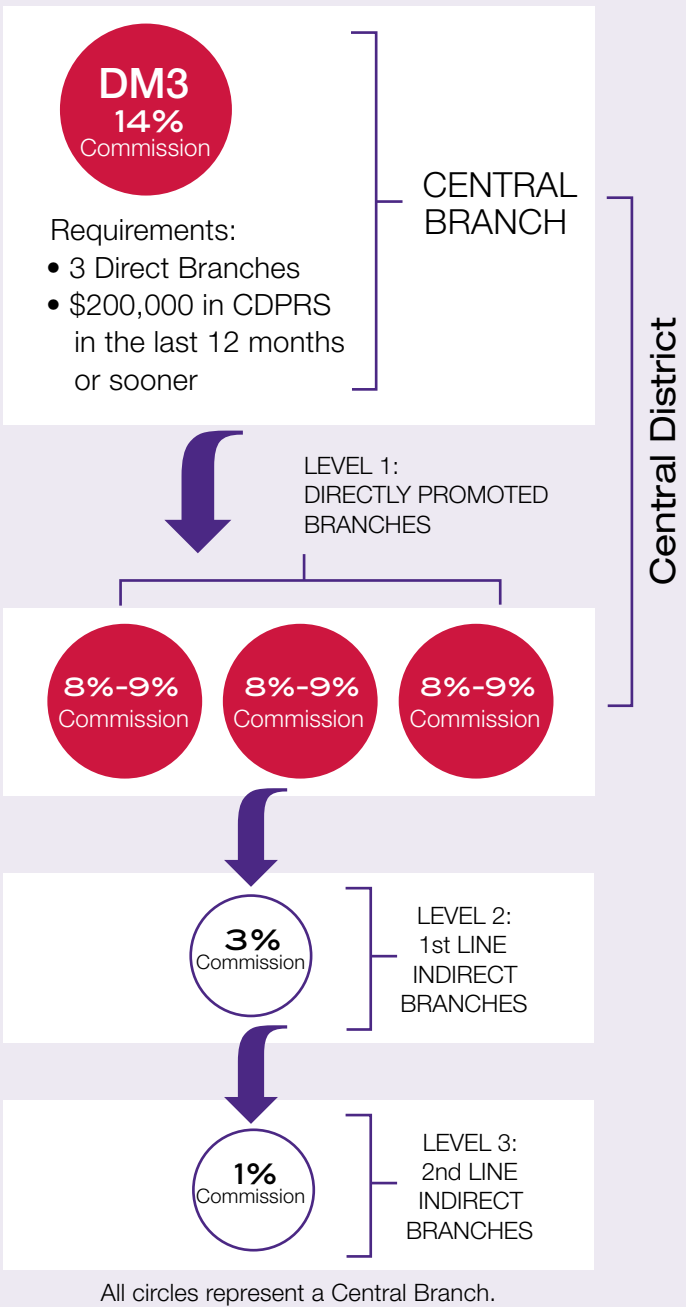 DM3
14%
Commission
Requirements:
• 3 Direct Branches
• $200,000 in CDPRS
in the last 12 months
or sooner
CENTRAL
BRANCH
Central District
LEVEL 1:
DIRECTLY PROMOTED
BRANCHES
8%-9%
Commission
8%-9%
Commission
8%-9%
Commission
3%
Commission
LEVEL 2:
1st LINE
INDIRECT
BRANCHES
1%
Commission
LEVEL 3:
2nd LINE
INDIRECT
BRANCHES
All circles represent a Central Branch.